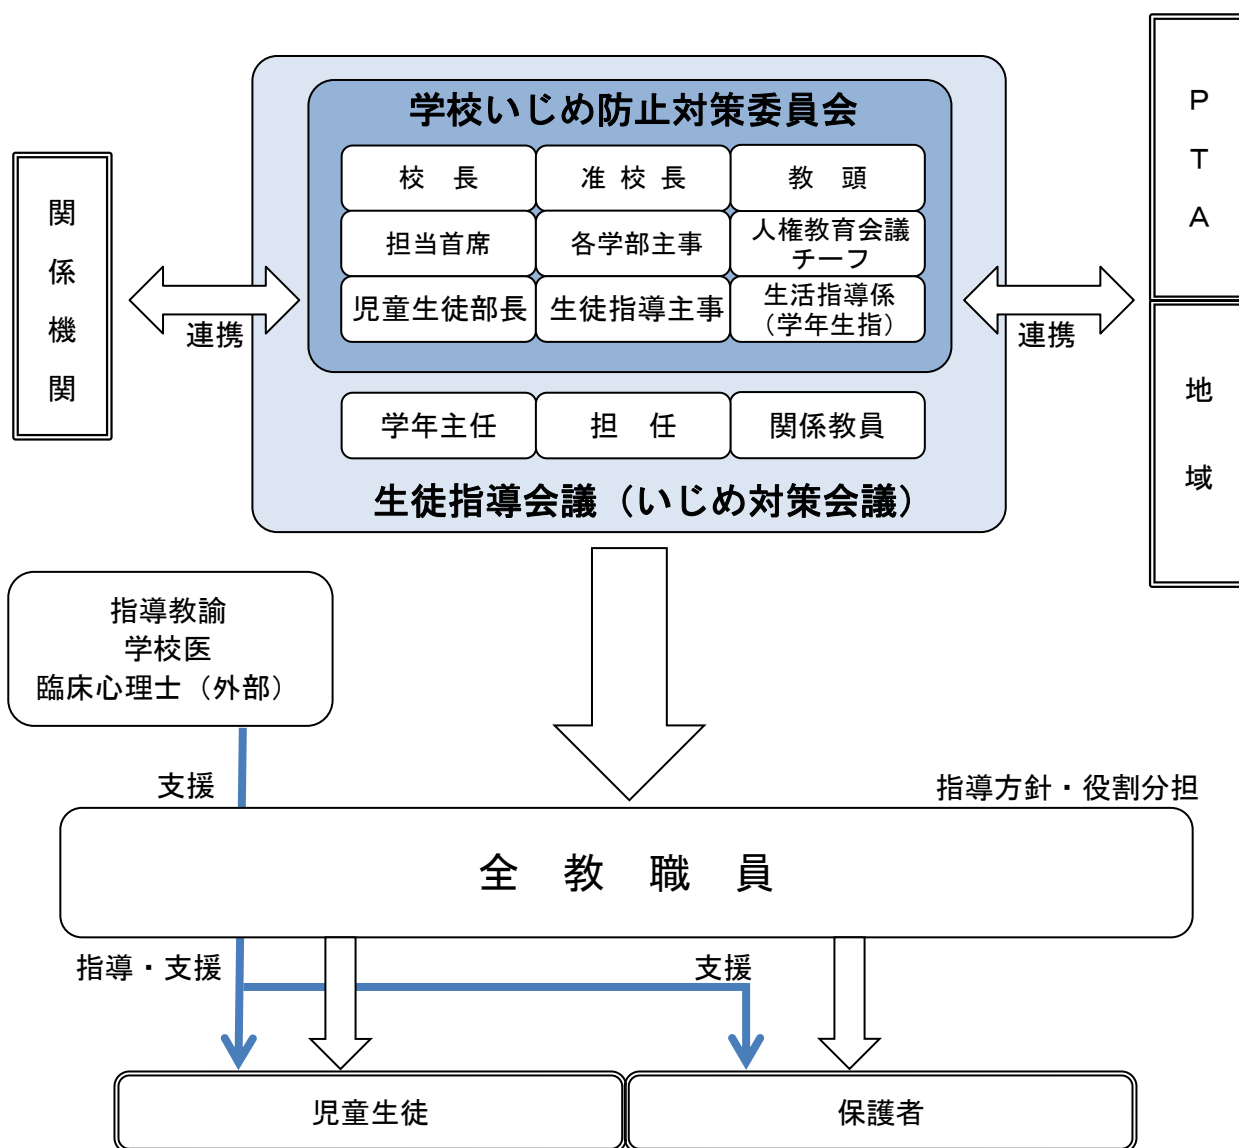 学校いじめ防止対策委員会
校 長
准 校 長
教 頭
担当首席
各学部主事
人権教育会議
チーフ
児童生徒部長
生徒指導主事
生活指導係
（学年生指）
関係機関
連携
連携
PTA
地域
学年主任
担 任
関係教員
生徒指導会議（いじめ対策会議）
指導教諭
学校医
臨床心理士（外部）
支援
指導方針・役割分担
全 教 職 員
指導・支援
支援
児童生徒
保護者